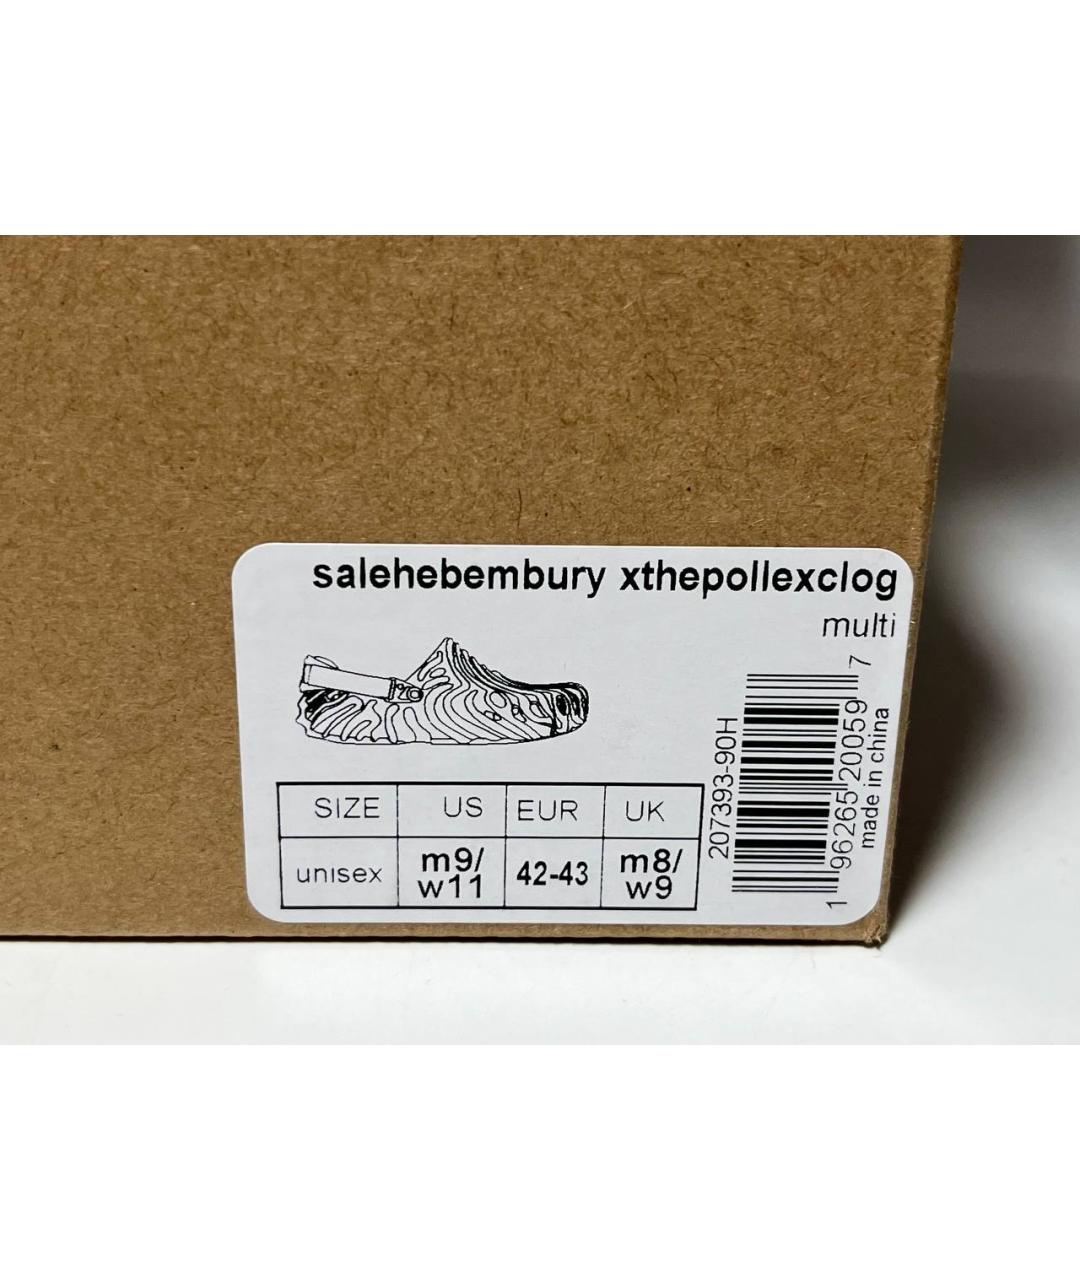 salehebembury xthepollexclog
multi
SIZE US EUR UK
unisex m9/ w11 42-43 m8/ w9
207393-90H
1 96265 20059 7
made in china